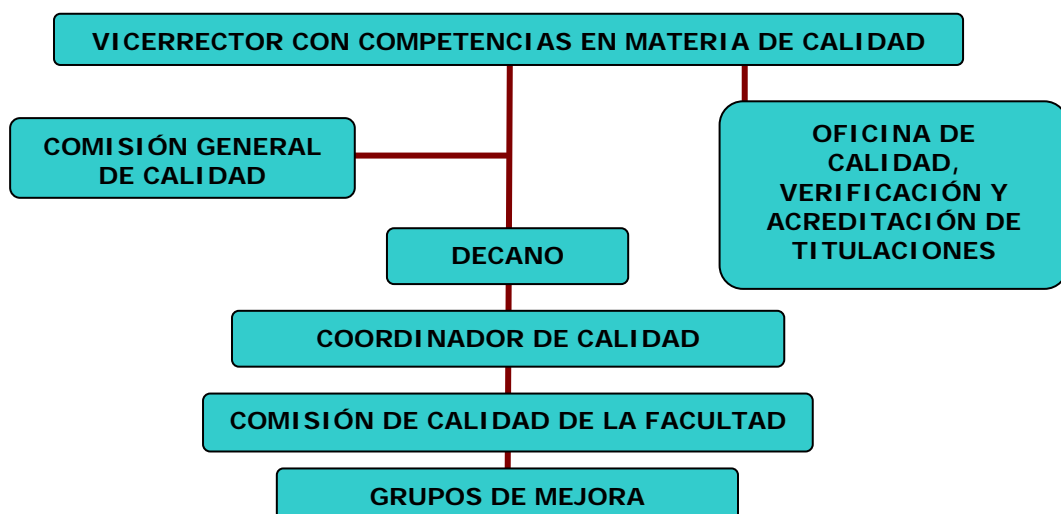 VICERRECTOR CON COMPETENCIAS EN MATERIA DE CALIDAD
COMISIÓN GENERAL
DE CALIDAD
OFICINA DE
CALIDAD,
VERIFICACIÓN Y
ACREDITACIÓN DE
TITULACIONES
DECANO
COORDINADOR DE CALIDAD
COMISIÓN DE CALIDAD DE LA FACULTAD
GRUPOS DE MEJORA